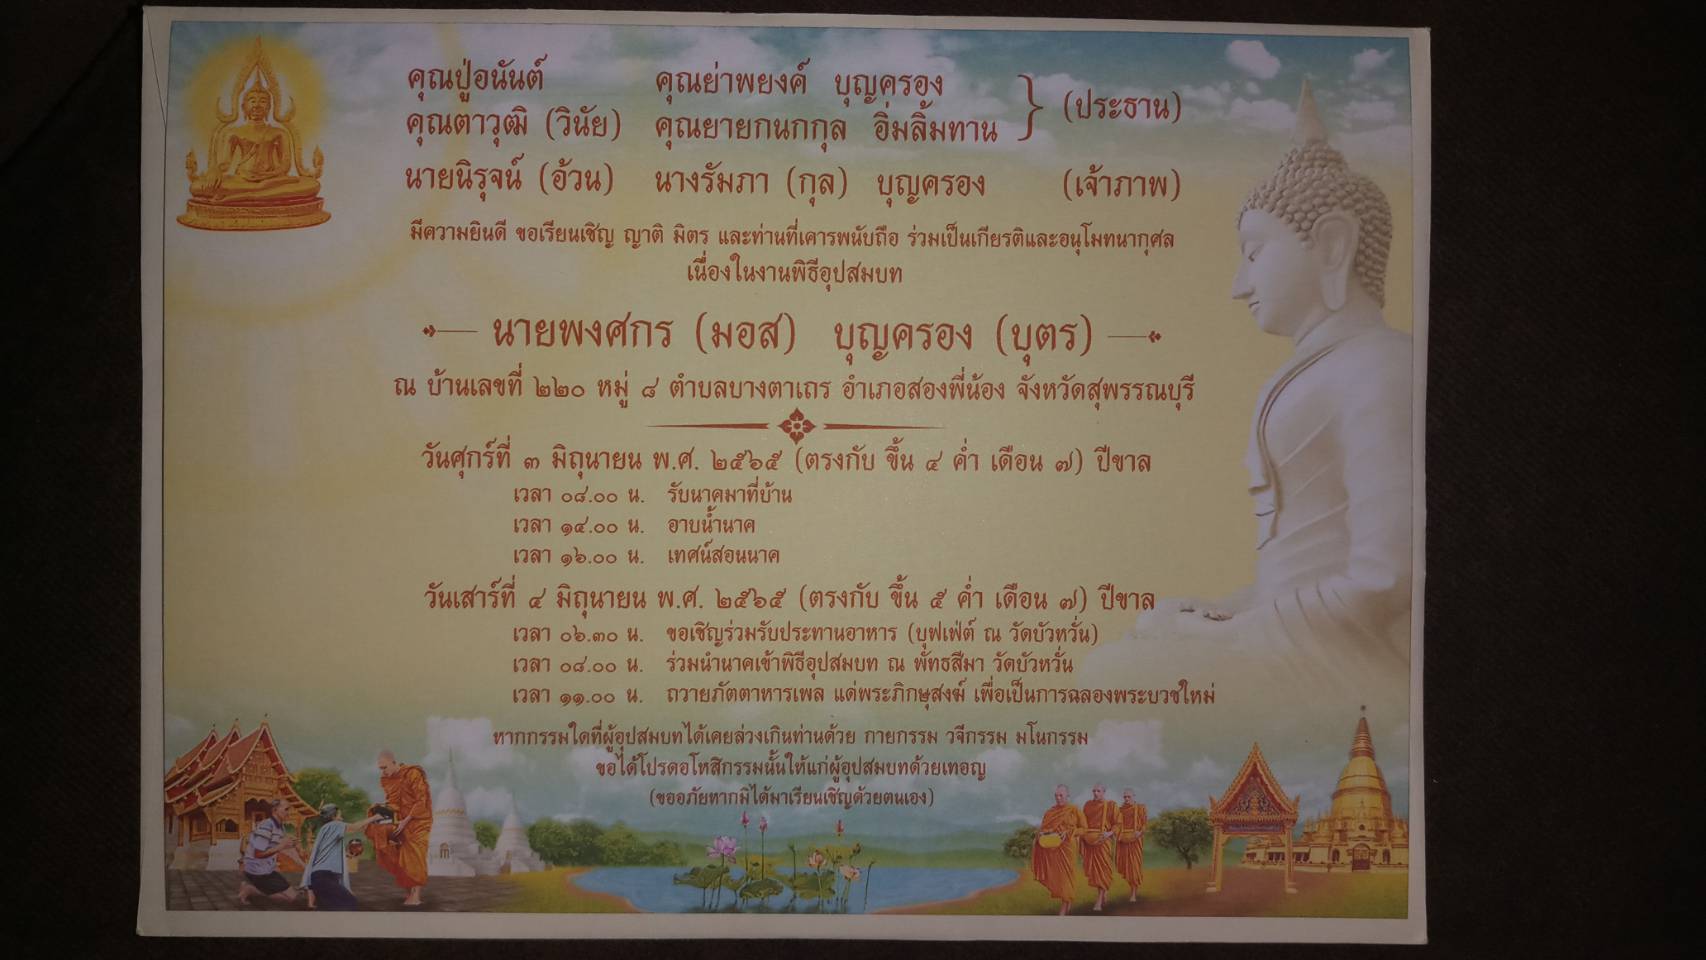 คุณปู่อนันต์ คุณย่าพยงค์ บุญครอง
คุณตาวุฒิ (วินัย) คุณยายกนกกุล อิ่มลิ้มทาน } (ประธาน)
นายนิรุจน์ (อ้วน) นางรัมภา (กุล) บุญครอง (เจ้าภาพ)
มีความยินดี ขอเรียนเชิญ ญาติ มิตร และท่านที่เคารพนับถือ ร่วมเป็นเกียรติและอนุโมทนากุศล
เนื่องในงานพิธีอุปสมบท
นายพงศกร (มอส) บุญครอง (บุตร)
ณ บ้านเลขที่ ๒๒๐ หมู่ ๘ ตำบลบางตาเถร อำเภอสองพี่น้อง จังหวัดสุพรรณบุรี
วันศุกร์ที่ ๓ มิถุนายน พ.ศ. ๒๕๖๕ (ตรงกับ ขึ้น ๔ ค่ำ เดือน ๗) ปีขาล
เวลา ๐๘.๐๐ น. รับนาคมาที่บ้าน
เวลา ๑๔.๐๐ น. อาบน้ำนาค
เวลา ๑๖.๐๐ น. เทศน์สอนนาค
วันเสาร์ที่ ๔ มิถุนายน พ.ศ. ๒๕๖๕ (ตรงกับ ขึ้น ๕ ค่ำ เดือน ๗) ปีขาล
เวลา ๐๖.๓๐ น. ขอเชิญร่วมรับประทานอาหาร (บุฟเฟ่ต์ ณ วัดบัวหวั่น)
เวลา ๐๘.๐๐ น. ร่วมนำนาคเข้าพิธีอุปสมบท ณ พัทธสีมา วัดบัวหวั่น
เวลา ๑๑.๐๐ น. ถวายภัตตาหารเพล แด่พระภิกษุสงฆ์ เพื่อเป็นการฉลองพระบวชใหม่
หากกรรมใดที่ผู้อุปสมบทได้เคยล่วงเกินท่านด้วย กายกรรม วจีกรรม มโนกรรม
ขอได้โปรดอโหสิกรรมนั้นให้แก่ผู้อุปสมบทด้วยเทอญ
(ขออภัยหากมิได้มาเรียนเชิญด้วยตนเอง)